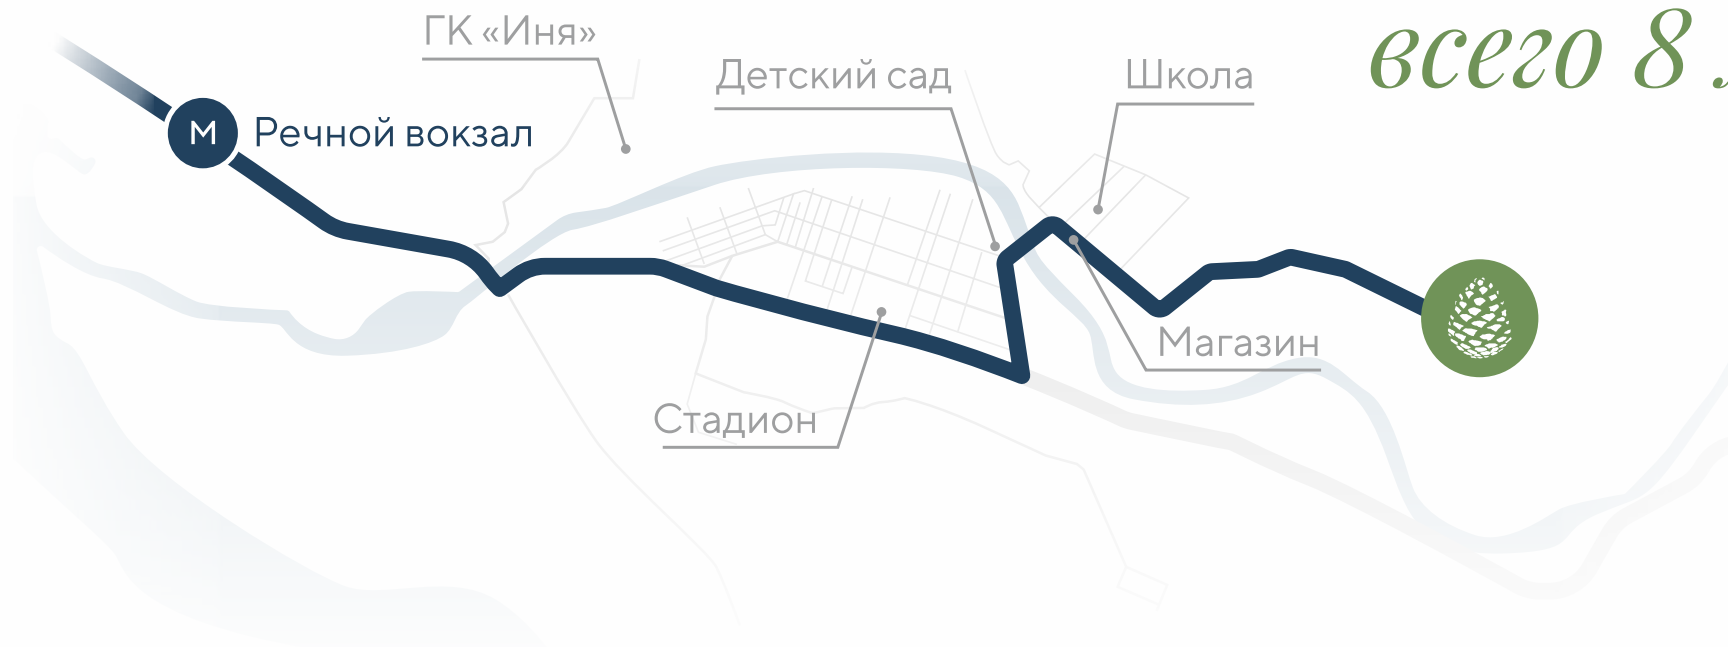 ГК «Иня»
всего 8
Детский сад
Школа
М
Речной вокзал
Магазин
Стадион